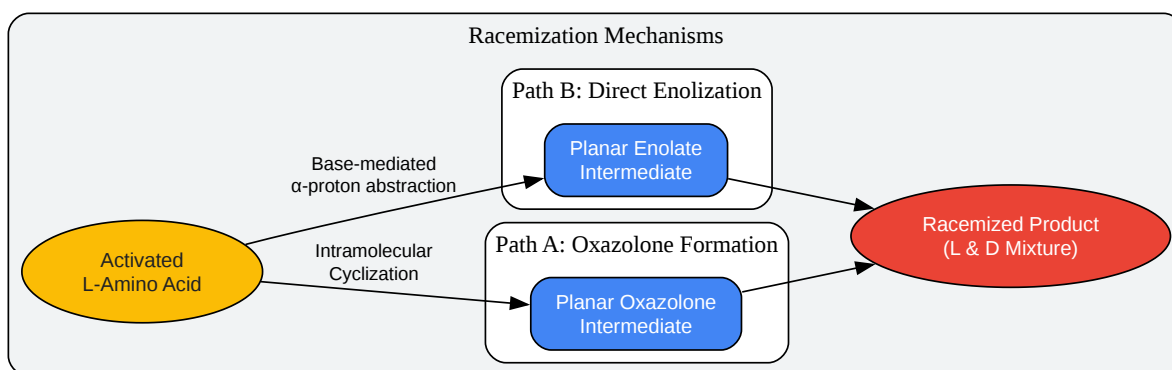 Racemization Mechanisms
Path B: Direct Enolization
Planar Enolate
Intermediate
Base-mediated
α-proton abstraction
Activated
L-Amino Acid
Intramolecular
Cyclization
Path A: Oxazolone Formation
Planar Oxazolone
Intermediate
Racemized Product
(L & D Mixture)